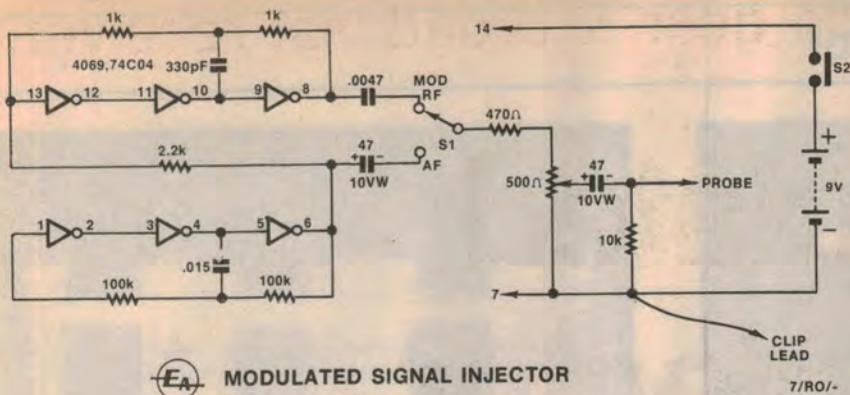 1k
1k
14
4069,74C04
330pF
MOD
RF
.0047
S2
13
12
11
10
9
8
470Ω
S1
2.2k
47
10VW
AF
500Ω
47
10VW
PROBE
+
9V
−
1
2
3
4
5
6
10k
.015
100k
100k
7
CLIP
LEAD
EA MODULATED SIGNAL INJECTOR
7/RO/-